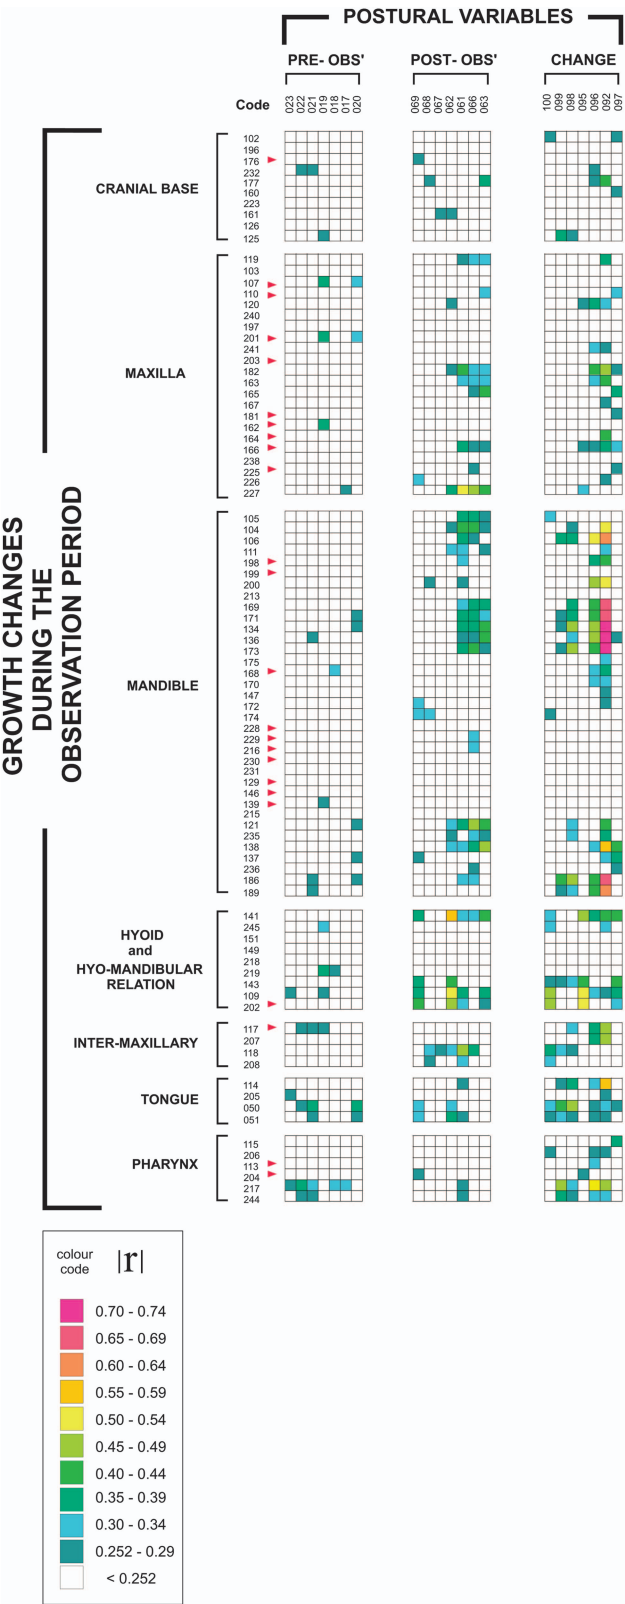 POSTURAL VARIABLES
PRE- OBS'
POST- OBS'
CHANGE
Code
023 022 021 019 018 017 020
069 068 067 062 061 066 063
100 099 098 095 096 092 097
GROWTH CHANGES
DURING THE
OBSERVATION PERIOD
CRANIAL BASE
102
196
176
232
177
160
223
161
126
125
MAXILLA
119
103
107
110
120
240
197
201
241
203
182
163
165
167
181
162
164
166
238
225
226
227
MANDIBLE
105
104
106
111
198
199
200
213
169
171
134
136
173
175
168
170
147
172
174
228
229
216
230
231
129
146
139
215
121
235
138
137
236
186
189
HYOID
and
HYO-MANDIBULAR
RELATION
141
245
151
149
218
219
143
109
202
INTER-MAXILLARY
117
207
118
208
TONGUE
114
205
050
051
PHARYNX
115
206
113
204
217
244
colour
code
|r|
0.70 - 0.74
0.65 - 0.69
0.60 - 0.64
0.55 - 0.59
0.50 - 0.54
0.45 - 0.49
0.40 - 0.44
0.35 - 0.39
0.30 - 0.34
0.252 - 0.29
< 0.252